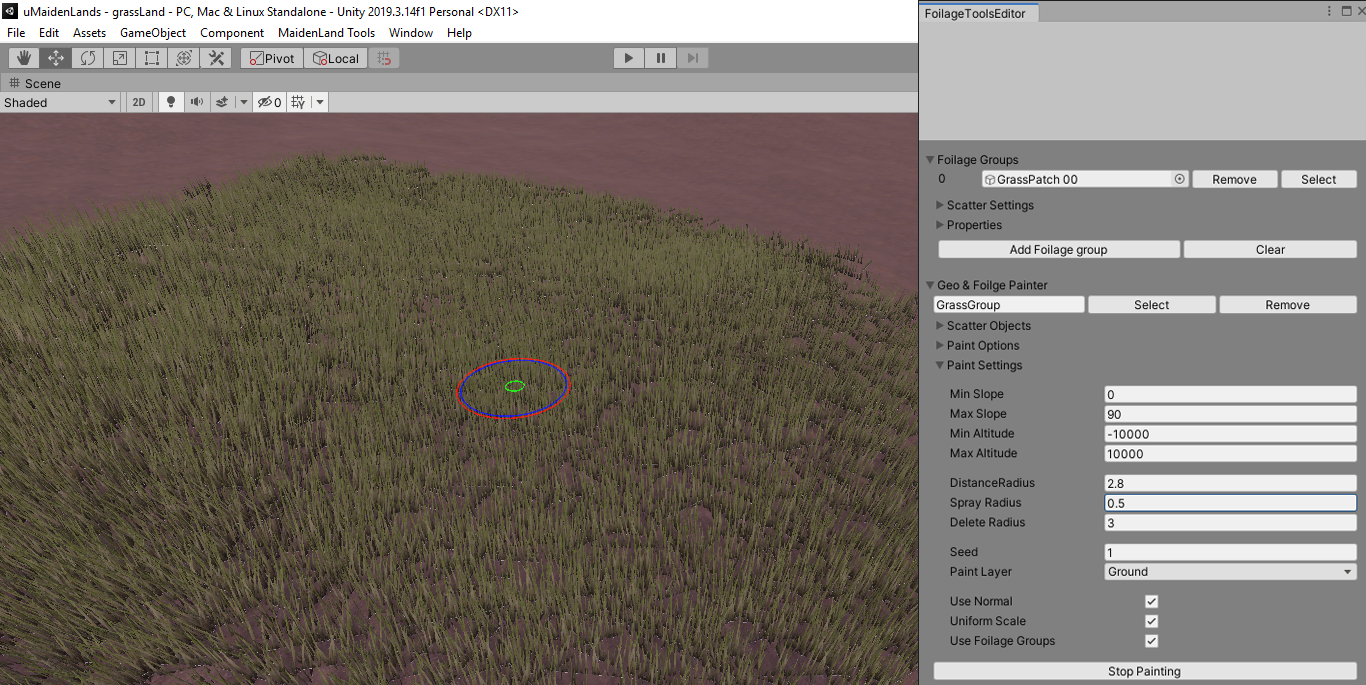 uMaidenLands - grassLand - PC, Mac & Linux Standalone - Unity 2019.3.14f1 Personal <DX11>
File Edit Assets GameObject Component MaidenLand Tools Window Help
Pivot Local
Scene
Shaded 2D 0
FoilageToolsEditor
Foilage Groups
0 GrassPatch 00 Remove Select
Scatter Settings
Properties
Add Foilage group Clear
Geo & Foilge Painter
GrassGroup Select Remove
Scatter Objects
Paint Options
Paint Settings
Min Slope 0
Max Slope 90
Min Altitude -10000
Max Altitude 10000
DistanceRadius 2.8
Spray Radius 0.5
Delete Radius 3
Seed 1
Paint Layer Ground
Use Normal
Uniform Scale
Use Foilage Groups
Stop Painting